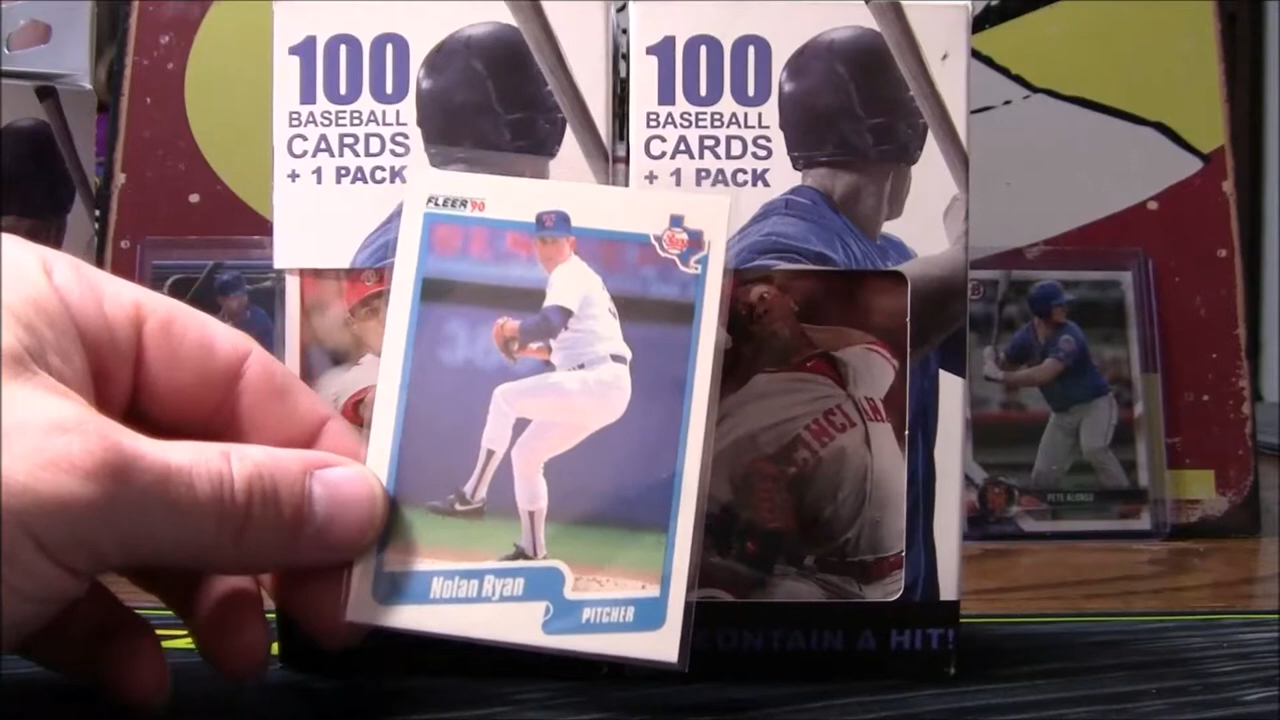 100
BASEBALL
CARDS
+ 1 PACK
100
BASEBALL
CARDS
+ 1 PACK
FLEER '90
Nolan Ryan
PITCHER
CINCINNA
PETE ALONSO
CONTAIN A HIT!